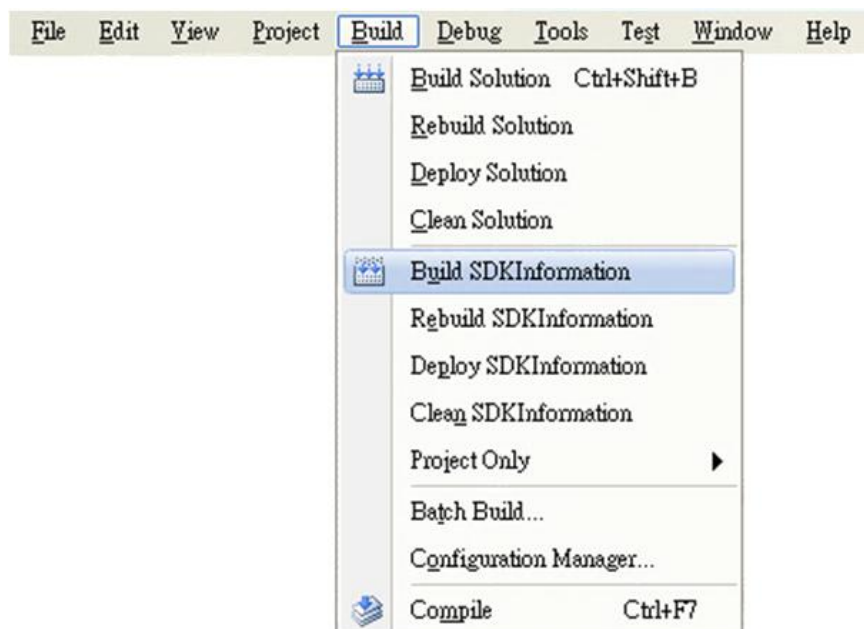 File Edit View Project Build Debug Tools Test Window Help
Build Solution Ctrl+Shift+B
Rebuild Solution
Deploy Solution
Clean Solution
Build SDKInformation
Rebuild SDKInformation
Deploy SDKInformation
Clean SDKInformation
Project Only
Batch Build...
Configuration Manager...
Compile Ctrl+F7